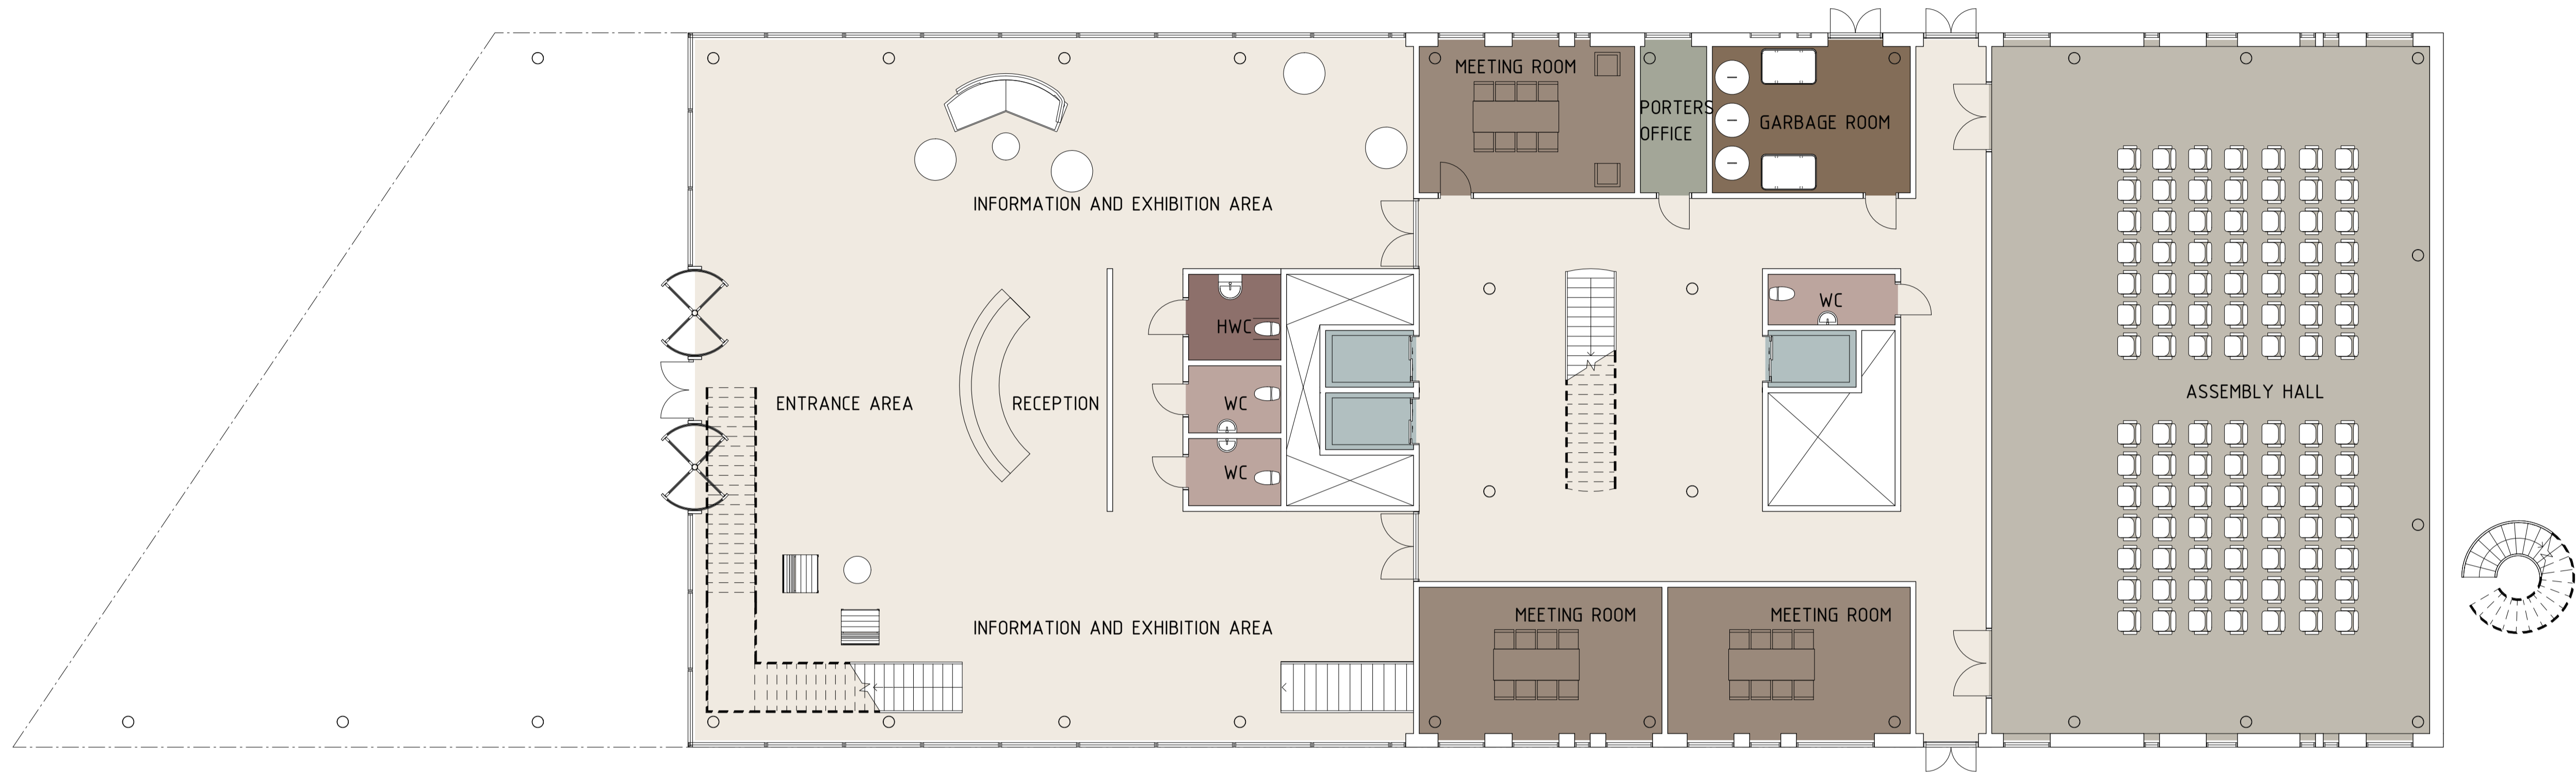 MEETING ROOM
PORTERS
OFFICE
GARBAGE ROOM
INFORMATION AND EXHIBITION AREA
HWC
WC
ENTRANCE AREA
RECEPTION
WC
WC
ASSEMBLY HALL
INFORMATION AND EXHIBITION AREA
MEETING ROOM
MEETING ROOM